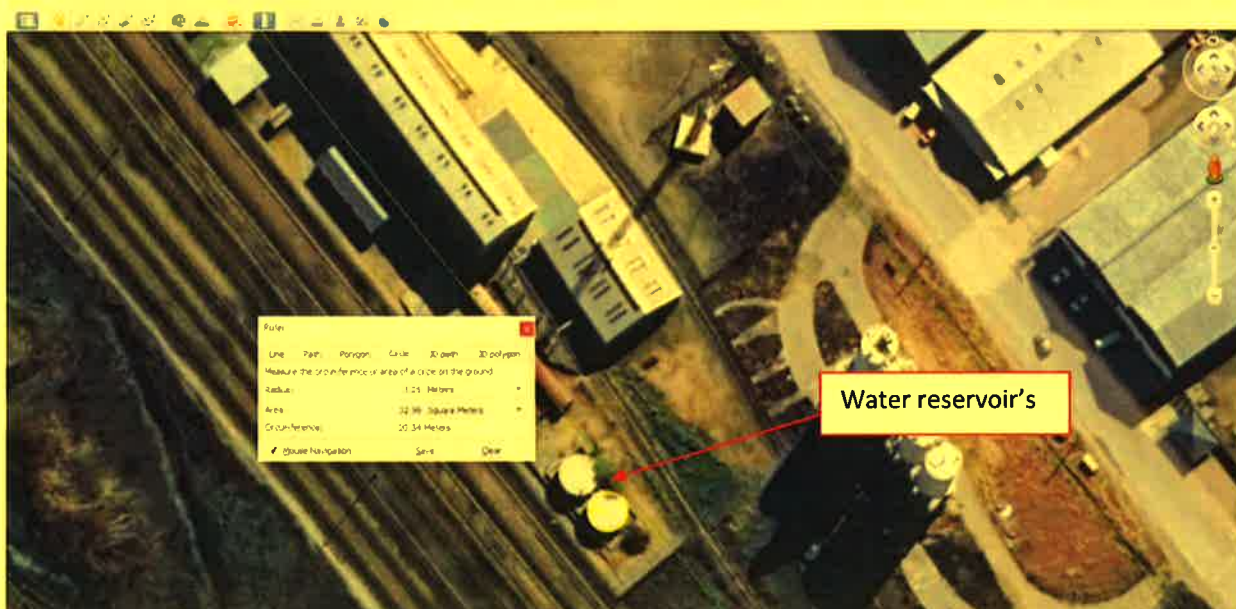 Ruler
Line Path Polygon Circle 3D path 3D polygon
Measure the circumference or area of a circle on the ground
Radius: Meters
Area: Square Meters
Circumference: Meters
Mouse Navigation Save Clear
Water reservoir's